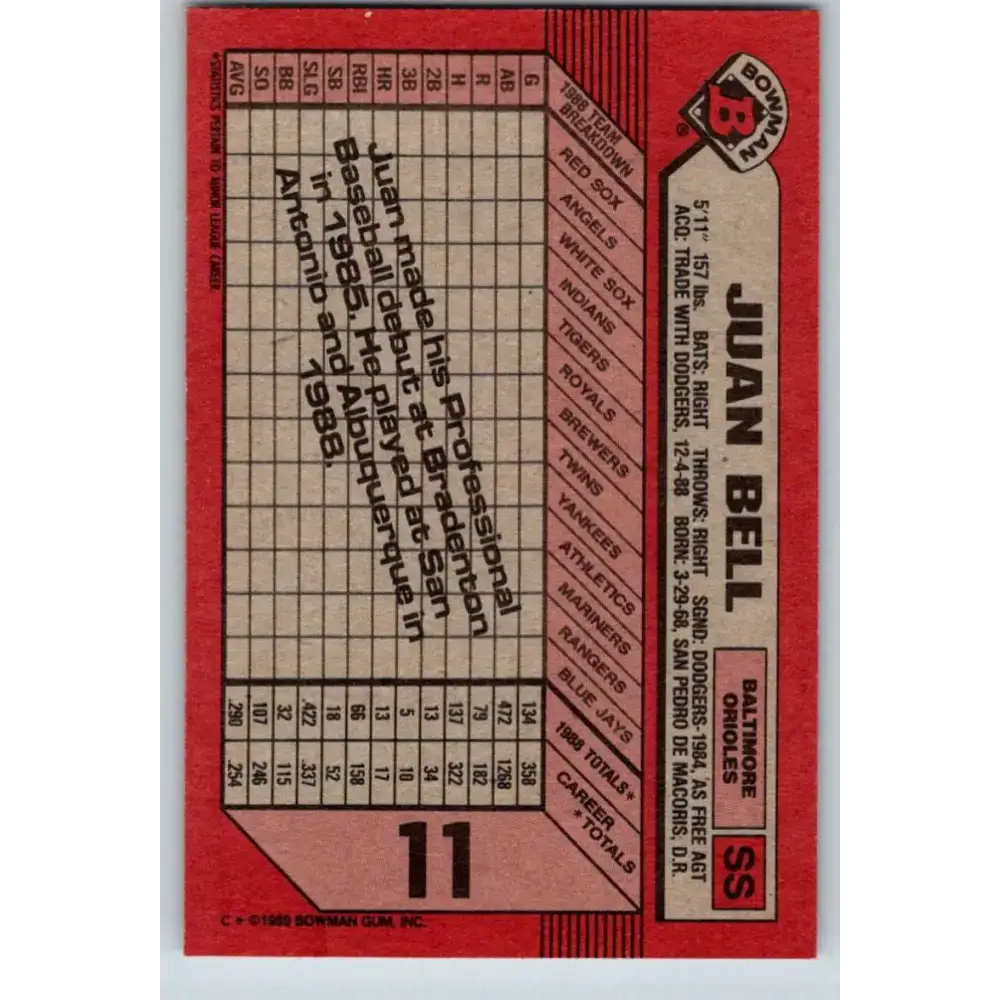 BOWMAN
B
®
JUAN BELL
BALTIMORE
ORIOLES
SS
5'11" 157 lbs. BATS: RIGHT THROWS: RIGHT SGND: DODGERS-1984, AS FREE AGT
ACQ: TRADE WITH DODGERS, 12-4-88 BORN: 3-29-68, SAN PEDRO DE MACORIS, D.R.
1988 TEAM
BREAKDOWN
RED SOX
ANGELS
WHITE SOX
INDIANS
TIGERS
ROYALS
BREWERS
TWINS
YANKEES
ATHLETICS
MARINERS
RANGERS
BLUE JAYS
1988 TOTALS*
CAREER
*TOTALS
G 134 358
AB 472 1268
R 79 182
H 137 322
2B 13 34
3B 5 10
HR 13 17
RBI 66 158
SB 18 52
SLG .422 .337
BB 32 115
SO 107 246
AVG .290 .254
Juan made his Professional
Baseball debut at Bradenton
in 1985. He played at San
Antonio and Albuquerque in
1988.
11
*STATISTICS PERTAIN TO MINOR LEAGUE CAREER
C * ©1989 BOWMAN GUM, INC.